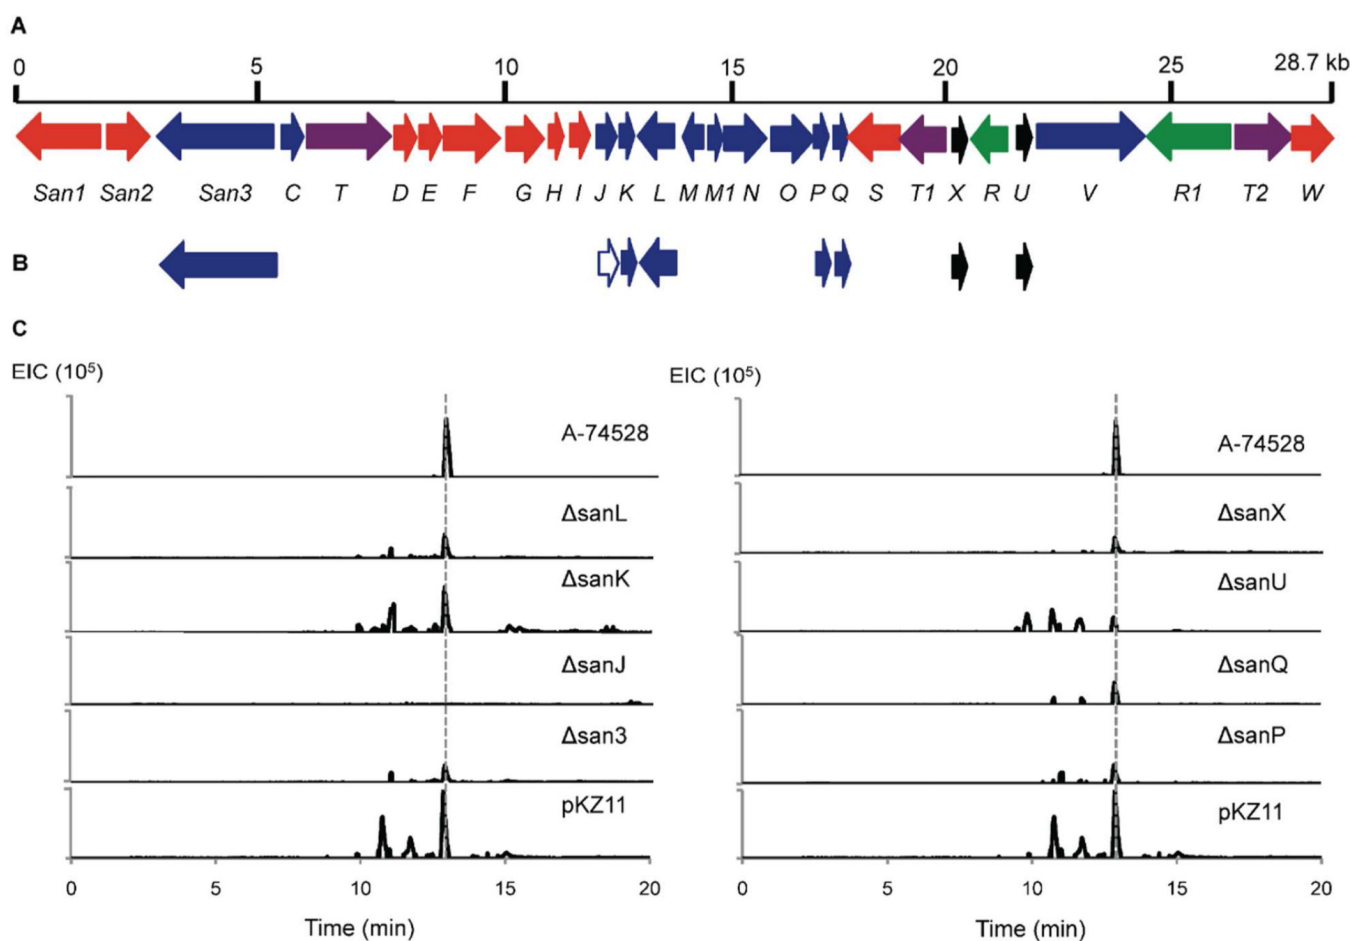 A
0 5 10 15 20 25 28.7 kb
San1 San2 San3 C T D E F G H I J K L M M1 N O P Q S T1 X R U V R1 T2 W
B
C
EIC (10⁵)
A-74528
ΔsanL
ΔsanK
ΔsanJ
Δsan3
pKZ11
0 5 10 15 20
Time (min)
EIC (10⁵)
A-74528
ΔsanX
ΔsanU
ΔsanQ
ΔsanP
pKZ11
0 5 10 15 20
Time (min)